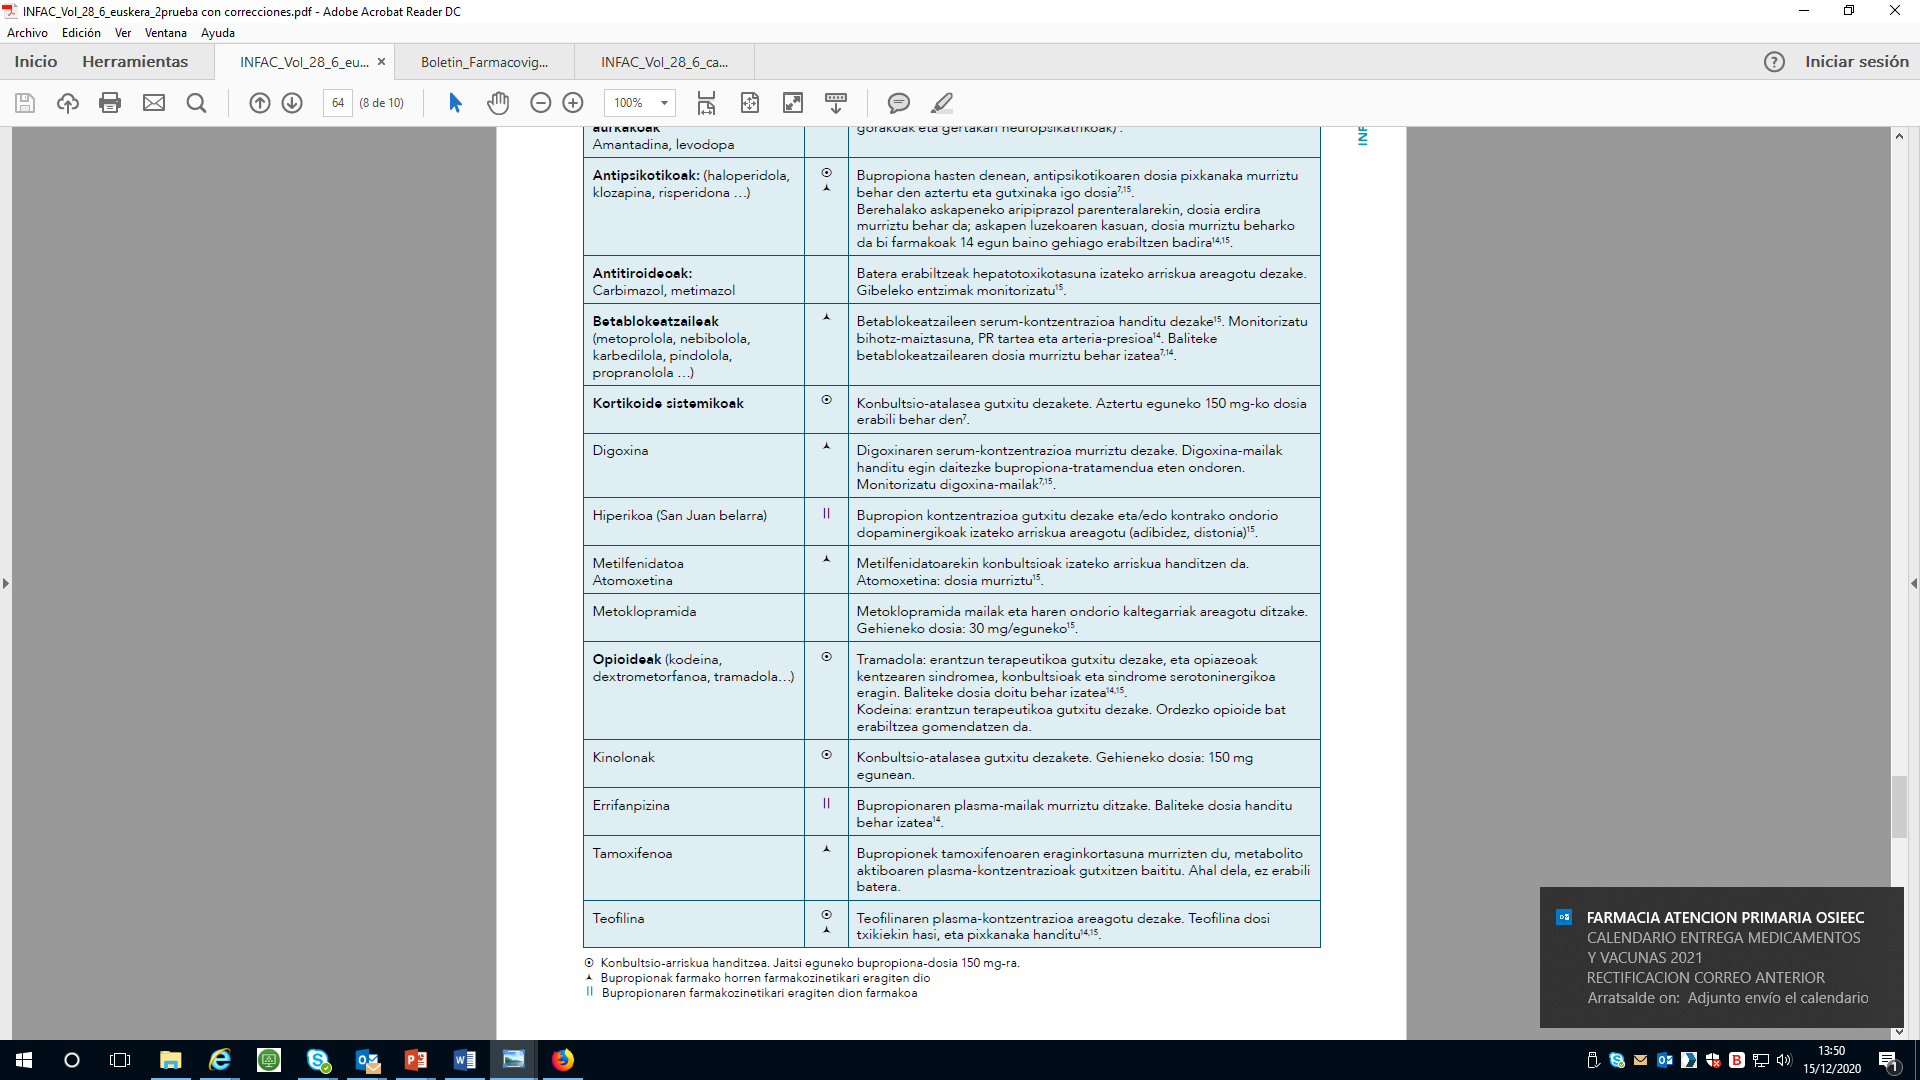 INFAC_Vol_28_6_euskera_2prueba con correcciones.pdf - Adobe Acrobat Reader DC
Archivo Edición Ver Ventana Ayuda
Inicio Herramientas INFAC_Vol_28_6_eu... × Boletin_Farmacovig... INFAC_Vol_28_6_ca... Iniciar sesión
64 (8 de 10) 100%
aurkakoak
Amantadina, levodopa
gorakoak eta gertakari neuropsikatrikoak)⁷.
Antipsikotikoak: (haloperidola,
klozapina, risperidona …)
Bupropiona hasten denean, antipsikotikoaren dosia pixkanaka murriztu
behar den aztertu eta gutxinaka igo dosia⁷,¹⁵.
Berehalako askapeneko aripiprazol parenteralarekin, dosia erdira
murriztu behar da; askapen luzekoaren kasuan, dosia murriztu beharko
da bi farmakoak 14 egun baino gehiago erabiltzen badira¹⁴,¹⁵.
Antitiroideoak:
Carbimazol, metimazol
Batera erabiltzeak hepatotoxikotasuna izateko arriskua areagotu dezake.
Gibeleko entzimak monitorizatu¹⁵.
Betablokeatzaileak
(metoprolola, nebibolola,
karbedilola, pindolola,
propranolola …)
Betablokeatzaileen serum-kontzentrazioa handitu dezake¹⁵. Monitorizatu
bihotz-maiztasuna, PR tartea eta arteria-presioa¹⁴. Baliteke
betablokeatzailearen dosia murriztu behar izatea⁷,¹⁴.
Kortikoide sistemikoak
Konbultsio-atalasea gutxitu dezakete. Aztertu eguneko 150 mg-ko dosia
erabili behar den⁷.
Digoxina
Digoxinaren serum-kontzentrazioa murriztu dezake. Digoxina-mailak
handitu egin daitezke bupropiona-tratamendua eten ondoren.
Monitorizatu digoxina-mailak⁷,¹⁵.
Hiperikoa (San Juan belarra)
||
Bupropion kontzentrazioa gutxitu dezake eta/edo kontrako ondorio
dopaminergikoak izateko arriskua areagotu (adibidez, distonia)¹⁵.
Metilfenidatoa
Atomoxetina
Metilfenidatoarekin konbultsioak izateko arriskua handitzen da.
Atomoxetina: dosia murriztu¹⁵.
Metoklopramida
Metoklopramida mailak eta haren ondorio kaltegarriak areagotu ditzake.
Gehieneko dosia: 30 mg/eguneko¹⁵.
Opioideak (kodeina,
dextrometorfanoa, tramadola…)
Tramadola: erantzun terapeutikoa gutxitu dezake, eta opiazeoak
kentzearen sindromea, konbultsioak eta sindrome serotoninergikoa
eragin. Baliteke dosia doitu behar izatea¹⁴,¹⁵.
Kodeina: erantzun terapeutikoa gutxitu dezake. Ordezko opioide bat
erabiltzea gomendatzen da.
Kinolonak
Konbultsio-atalasea gutxitu dezakete. Gehieneko dosia: 150 mg
egunean.
Errifanpizina
||
Bupropionaren plasma-mailak murriztu ditzake. Baliteke dosia handitu
behar izatea¹⁴.
Tamoxifenoa
Bupropionek tamoxifenoaren eraginkortasuna murrizten du, metabolito
aktiboaren plasma-kontzentrazioak gutxitzen baititu. Ahal dela, ez erabili
batera.
Teofilina
Teofilinaren plasma-kontzentrazioa areagotu dezake. Teofilina dosi
txikiekin hasi, eta pixkanaka handitu¹⁴,¹⁵.
Konbultsio-arriskua handitzea. Jaitsi eguneko bupropiona-dosia 150 mg-ra.
Bupropionak farmako horren farmakozinetikari eragiten dio
|| Bupropionaren farmakozinetikari eragiten dion farmakoa
FARMACIA ATENCION PRIMARIA OSIEEC
CALENDARIO ENTREGA MEDICAMENTOS
Y VACUNAS 2021
RECTIFICACION CORREO ANTERIOR
Arratsalde on: Adjunto envío el calendario
13:50
15/12/2020
1